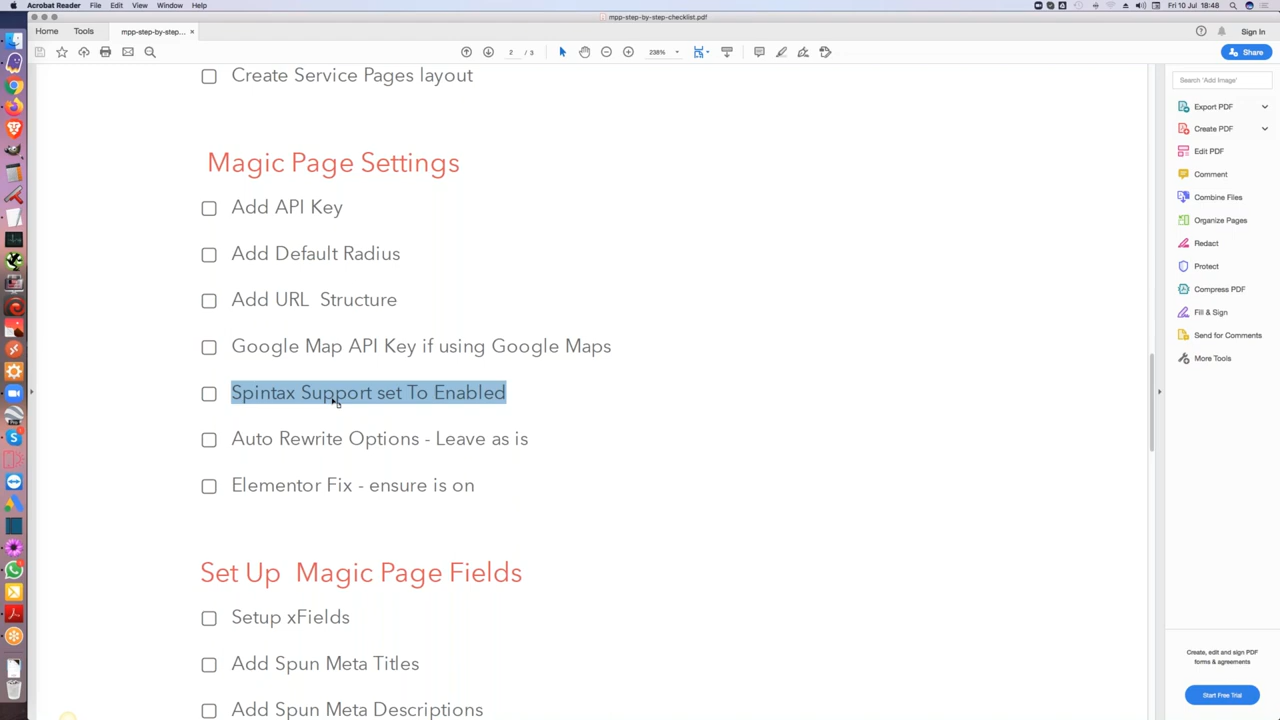 Acrobat Reader File Edit View Window Help
Fri 10 Jul 18:48
mpp-step-by-step-checklist.pdf
Home Tools mpp-step-by-step... ×
Sign In
2 / 3
238%
Share
Create Service Pages layout
Magic Page Settings
Add API Key
Add Default Radius
Add URL Structure
Google Map API Key if using Google Maps
Spintax Support set To Enabled
Auto Rewrite Options - Leave as is
Elementor Fix - ensure is on
Set Up Magic Page Fields
Setup xFields
Add Spun Meta Titles
Add Spun Meta Descriptions
Search 'Add Image'
Export PDF
Create PDF
Edit PDF
Comment
Combine Files
Organize Pages
Redact
Protect
Compress PDF
Fill & Sign
Send for Comments
More Tools
Create, edit and sign PDF
forms & agreements
Start Free Trial